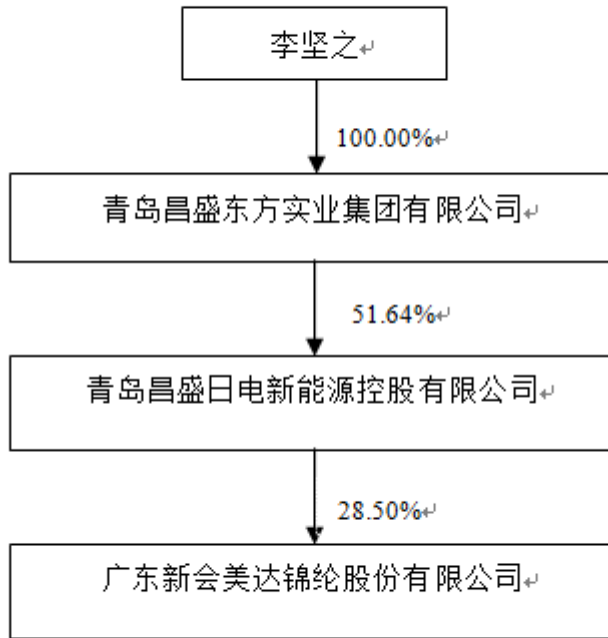 李坚之↵
100.00%↵
青岛昌盛东方实业集团有限公司↵
51.64%↵
青岛昌盛日电新能源控股有限公司↵
28.50%↵
广东新会美达锦纶股份有限公司↵